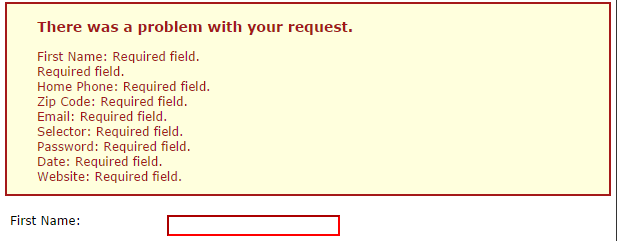 There was a problem with your request.
First Name: Required field.
Required field.
Home Phone: Required field.
Zip Code: Required field.
Email: Required field.
Selector: Required field.
Password: Required field.
Date: Required field.
Website: Required field.
First Name: